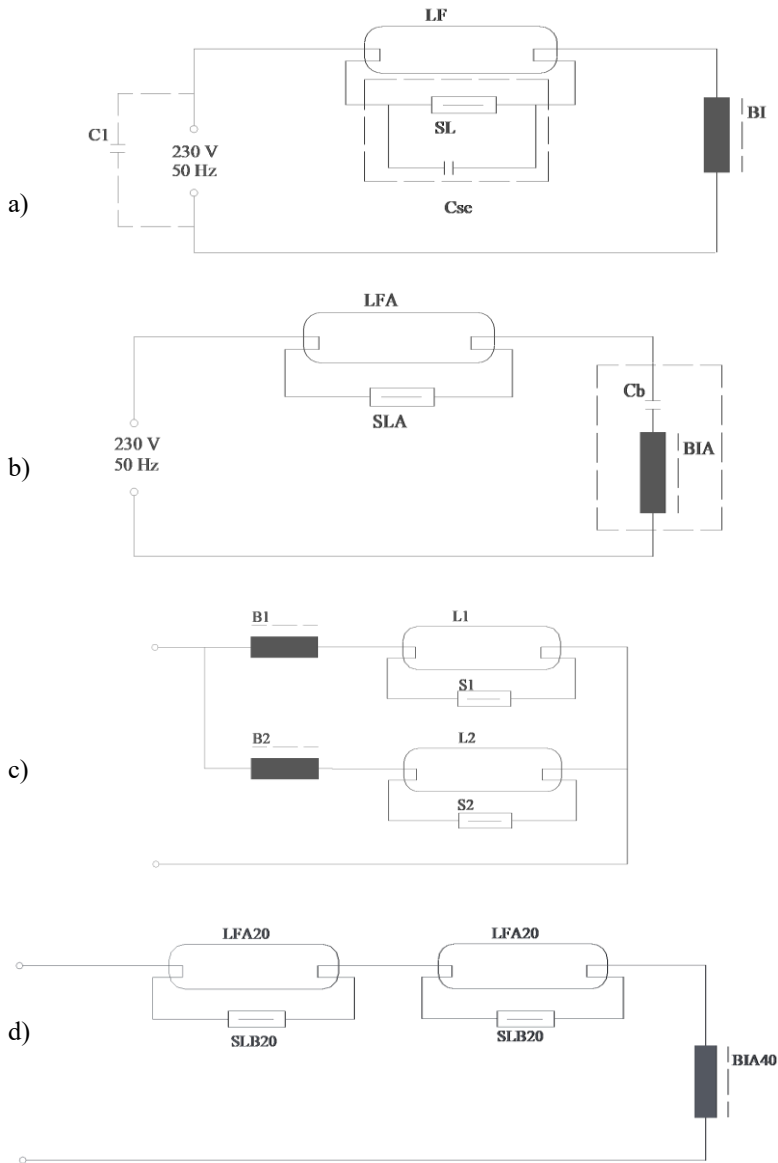 LF
C1
230 V
50 Hz
SL
BI
a)
Csc
LFA
Cb
230 V
50 Hz
SLA
BIA
b)
B1
L1
S1
B2
L2
c)
S2
LFA20
LFA20
d)
SLB20
SLB20
BIA40